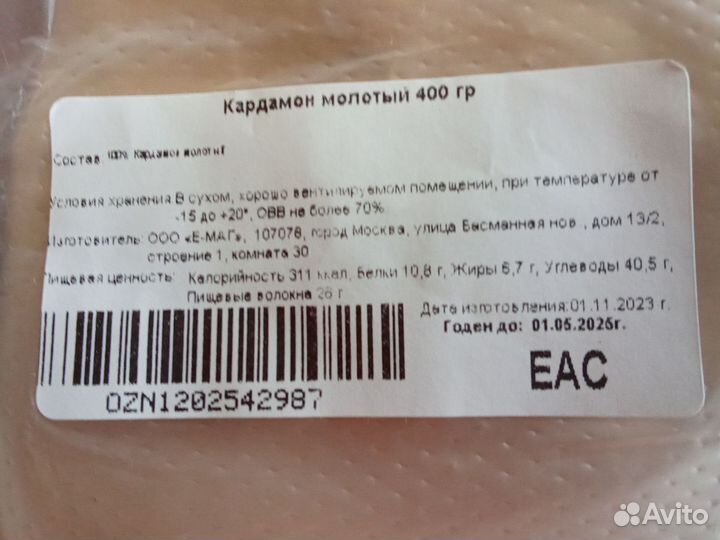 Кардамон молотый 400 гр
Состав: 100% Кардамон молотый
Условия хранения:В сухом, хорошо вентилируемом помещении, при температуре от
-15 до +20°, ОВВ не более 70%
Изготовитель: ООО «Е-МАГ», 107078, город Москва, улица Басманная нов., дом 13/2,
строение 1, комната 30
Пищевая ценность: Калорийность 311 ккал, Белки 10,8 г, Жиры 6,7 г, Углеводы 40,5 г,
Пищевые волокна 28 г
Дата изготовления:01.11.2023 г.
Годен до: 01.05.2025г.
OZN1202542987
EAC
Avito